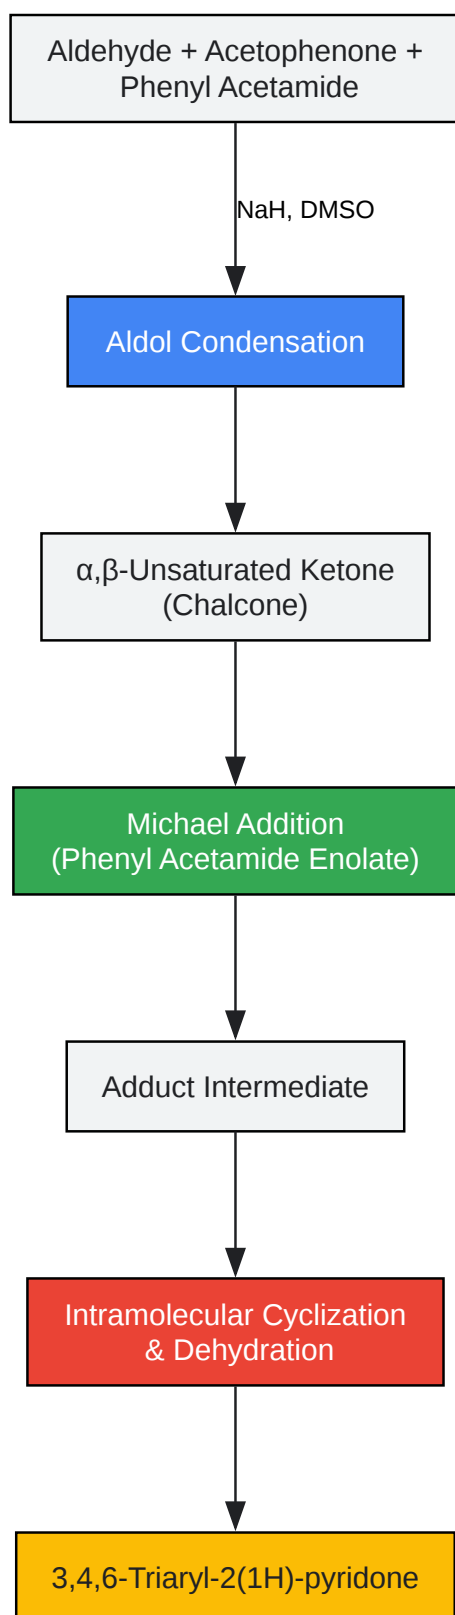 Aldehyde + Acetophenone +
Phenyl Acetamide
NaH, DMSO
Aldol Condensation
α,β-Unsaturated Ketone
(Chalcone)
Michael Addition
(Phenyl Acetamide Enolate)
Adduct Intermediate
Intramolecular Cyclization
& Dehydration
3,4,6-Triaryl-2(1H)-pyridone